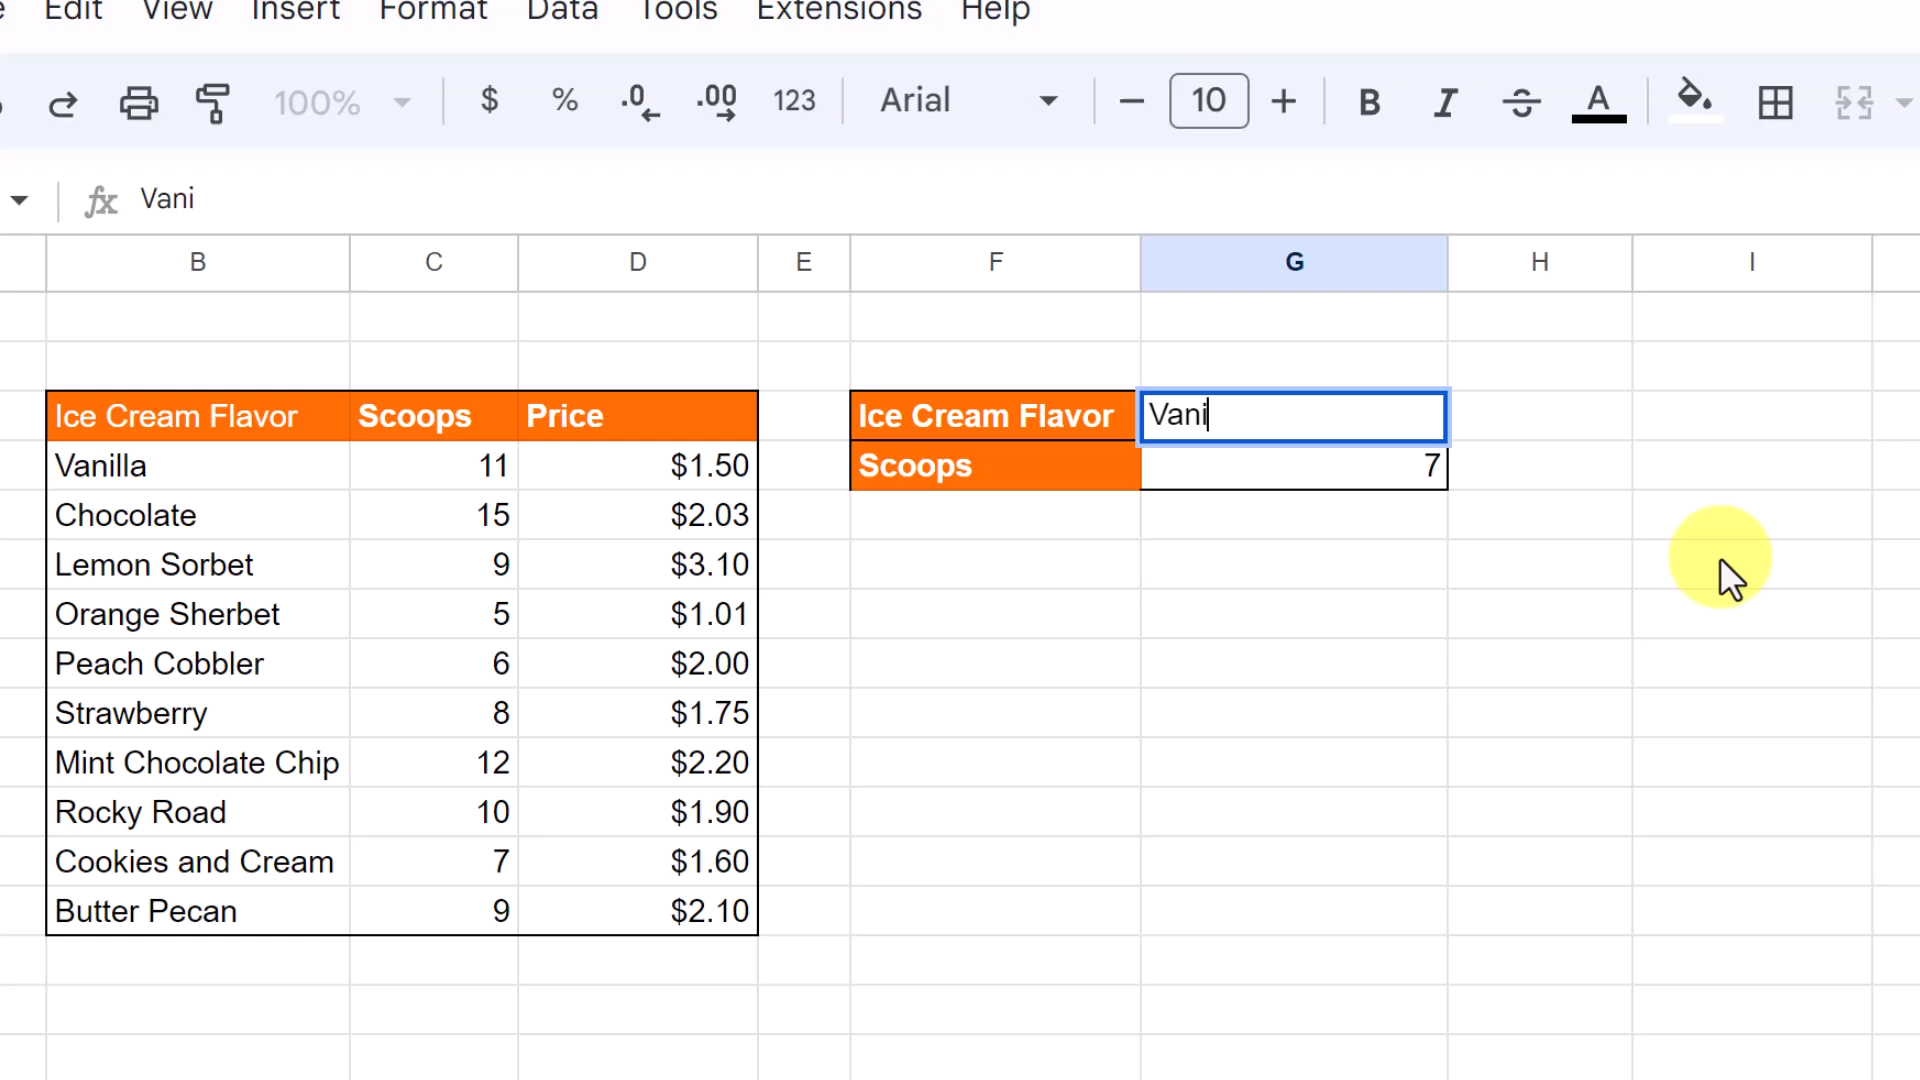 Edit View Insert Format Data Tools Extensions Help
100% $ % .0 .00 123 Arial 10 B I A
fx Vani
B C D E F G H I
Ice Cream Flavor Scoops Price Ice Cream Flavor Vani
Vanilla 11 $1.50 Scoops 7
Chocolate 15 $2.03
Lemon Sorbet 9 $3.10
Orange Sherbet 5 $1.01
Peach Cobbler 6 $2.00
Strawberry 8 $1.75
Mint Chocolate Chip 12 $2.20
Rocky Road 10 $1.90
Cookies and Cream 7 $1.60
Butter Pecan 9 $2.10